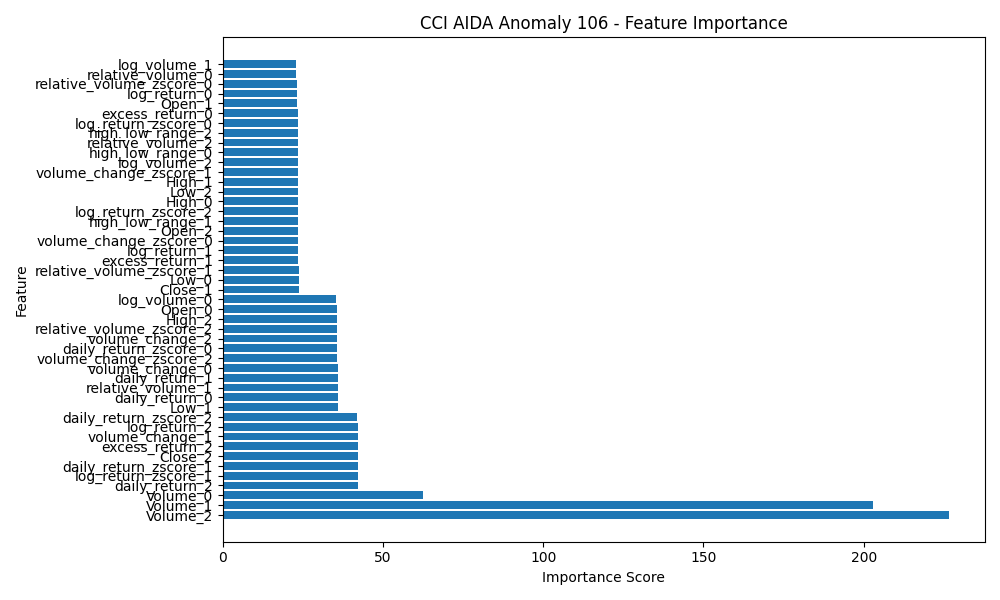 CCI AIDA Anomaly 106 - Feature Importance
log_volume_1
relative_volume_0
relative_volume_zscore_0
log_return_0
Open_1
excess_return_0
log_return_zscore_0
high_low_range_2
relative_volume_2
high_low_range_0
log_volume_2
volume_change_zscore_1
High_1
Low_2
High_0
log_return_zscore_2
high_low_range_1
Open_2
volume_change_zscore_0
log_return_1
excess_return_1
relative_volume_zscore_1
Low_0
Close_1
log_volume_0
Open_0
High_2
relative_volume_zscore_2
volume_change_2
daily_return_zscore_0
volume_change_zscore_2
volume_change_0
daily_return_1
relative_volume_1
daily_return_0
Low_1
daily_return_zscore_2
log_return_2
volume_change_1
excess_return_2
Close_2
daily_return_zscore_1
log_return_zscore_1
daily_return_2
Volume_0
Volume_1
Volume_2
Feature
0 50 100 150 200
Importance Score